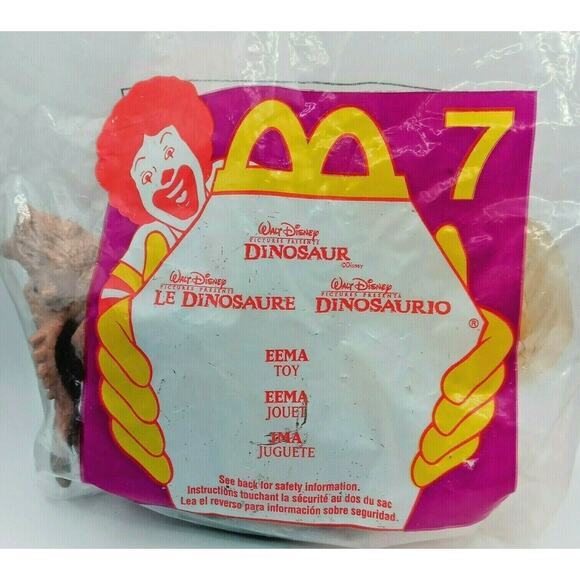 7
Walt Disney
PICTURES PRESENTS
DINOSAUR
©DISNEY
Walt Disney Walt Disney
PICTURES PRESENTE PICTURES PRESENTA
LE DINOSAURE DINOSAURIO
®
EEMA
TOY
EEMA
JOUET
IMA
JUGUETE
See back for safety information.
Instructions touchant la sécurité au dos du sac
Lea el reverso para información sobre seguridad.